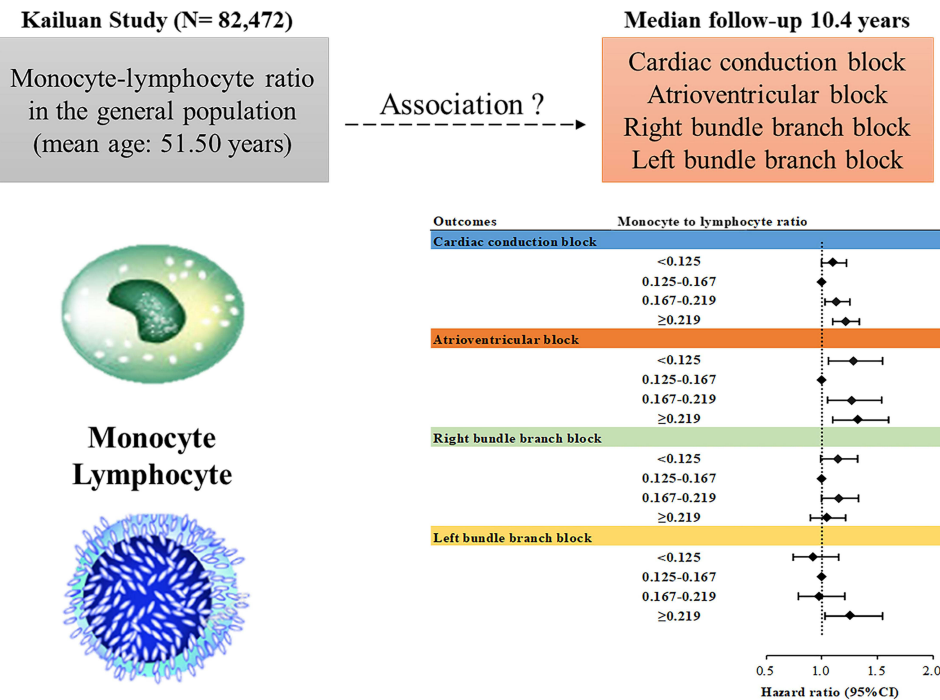 Kailuan Study (N= 82,472)
Monocyte-lymphocyte ratio
in the general population
(mean age: 51.50 years)
Association ?
Median follow-up 10.4 years
Cardiac conduction block
Atrioventricular block
Right bundle branch block
Left bundle branch block
Monocyte
Lymphocyte
Outcomes Monocyte to lymphocyte ratio
Cardiac conduction block
<0.125
0.125-0.167
0.167-0.219
≥0.219
Atrioventricular block
<0.125
0.125-0.167
0.167-0.219
≥0.219
Right bundle branch block
<0.125
0.125-0.167
0.167-0.219
≥0.219
Left bundle branch block
<0.125
0.125-0.167
0.167-0.219
≥0.219
0.5 1.0 1.5 2.0
Hazard ratio (95%CI)